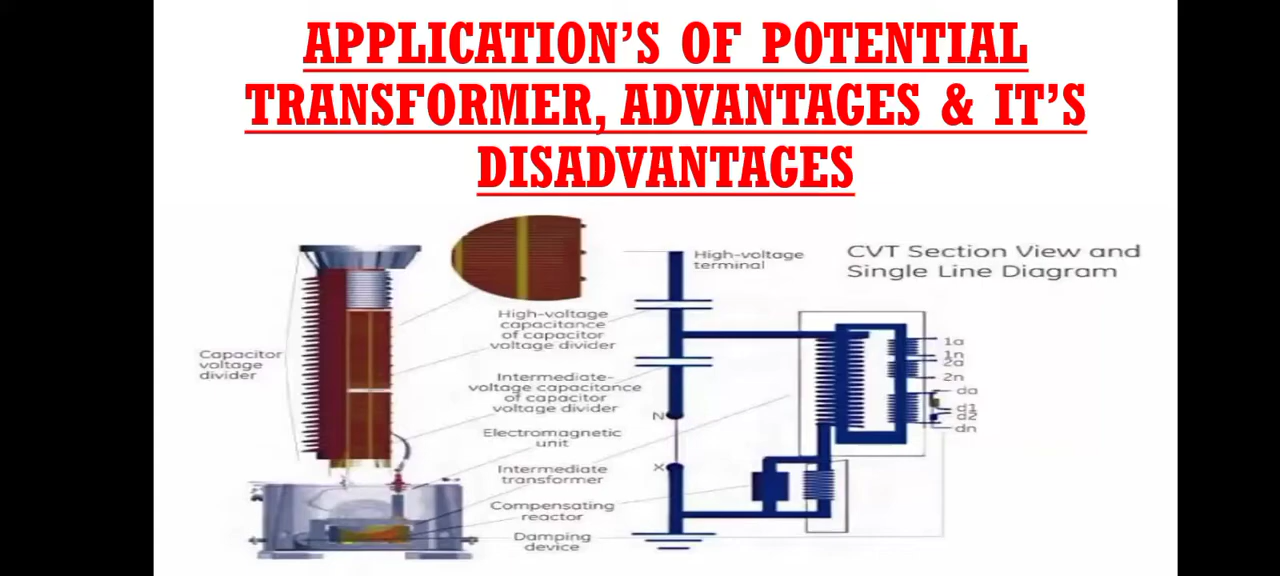 APPLICATION’S OF POTENTIAL
TRANSFORMER, ADVANTAGES & IT’S
DISADVANTAGES
CVT Section View and
Single Line Diagram
High-voltage
terminal
High-voltage
capacitance
of capacitor
voltage divider
Capacitor
voltage
divider
Intermediate-
voltage capacitance
of capacitor
voltage divider
Electromagnetic
unit
Intermediate
transformer
Compensating
reactor
Damping
device
N
X
1a
1n
2a
2n
da
d1
d2
dn